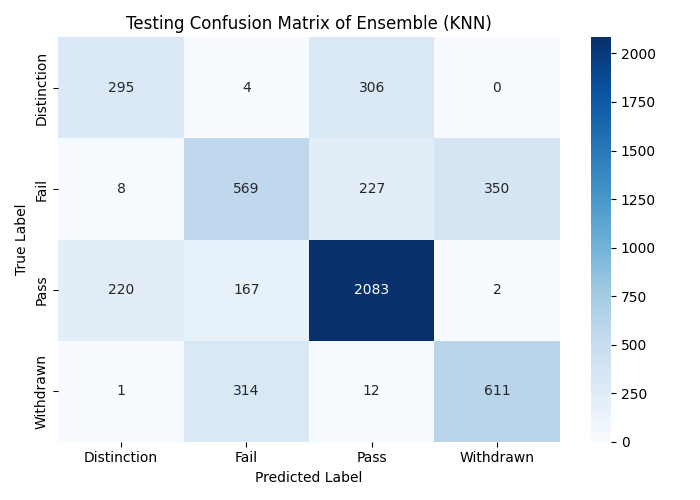 Testing Confusion Matrix of Ensemble (KNN)
True Label
Distinction
295 4 306 0
Fail
8 569 227 350
Pass
220 167 2083 2
Withdrawn
1 314 12 611
Distinction Fail Pass Withdrawn
Predicted Label
2000
1750
1500
1250
1000
750
500
250
0